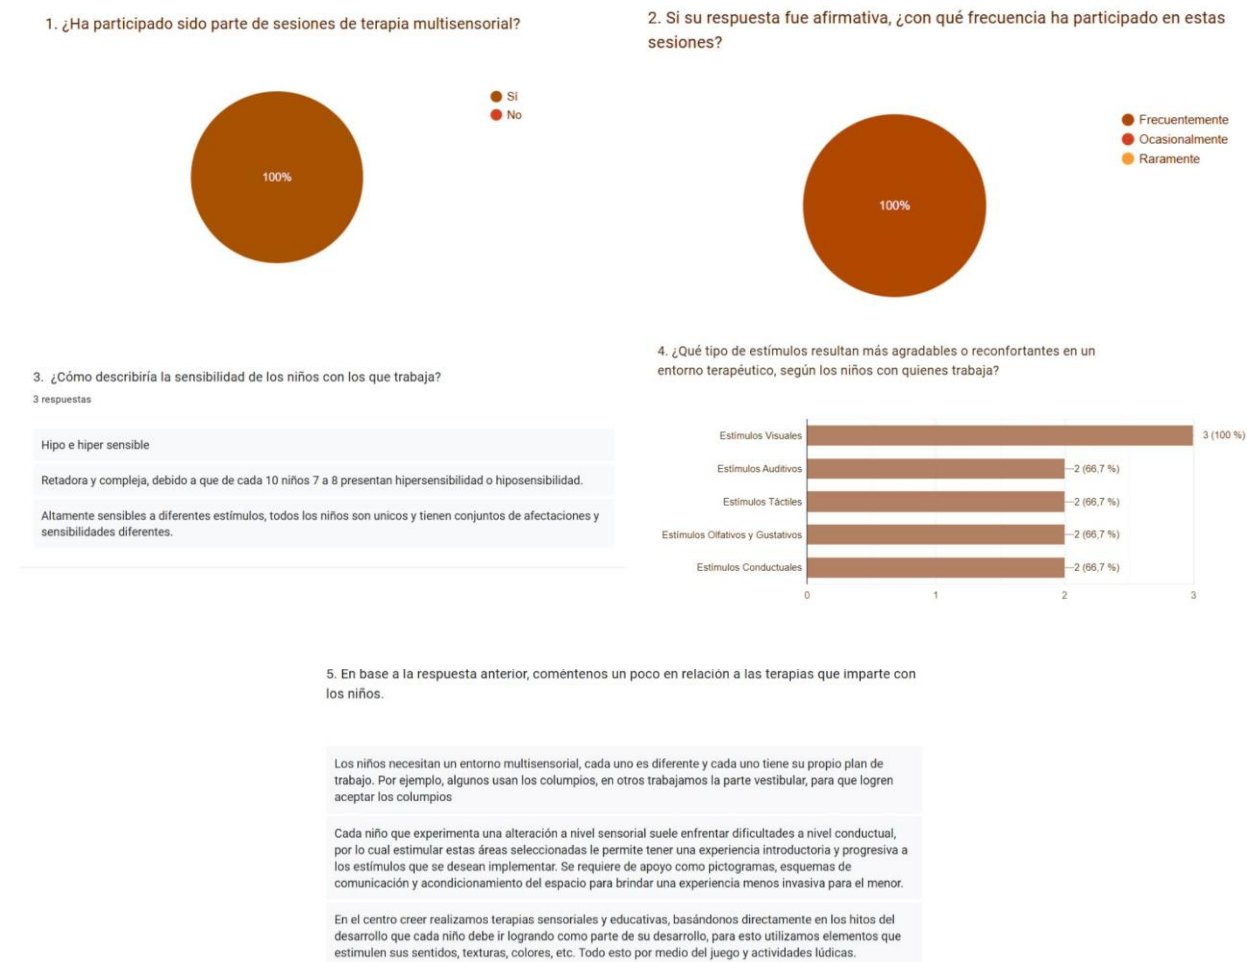 1. ¿Ha participado sido parte de sesiones de terapia multisensorial?
Sí
No
100%
2. Si su respuesta fue afirmativa, ¿con qué frecuencia ha participado en estas
sesiones?
Frecuentemente
Ocasionalmente
Raramente
100%
3. ¿Cómo describiría la sensibilidad de los niños con los que trabaja?
3 respuestas
Hipo e hiper sensible
Retadora y compleja, debido a que de cada 10 niños 7 a 8 presentan hipersensibilidad o hiposensibilidad.
Altamente sensibles a diferentes estímulos, todos los niños son unicos y tienen conjuntos de afectaciones y
sensibilidades diferentes.
4. ¿Qué tipo de estímulos resultan más agradables o reconfortantes en un
entorno terapéutico, según los niños con quienes trabaja?
Estímulos Visuales
3 (100 %)
Estímulos Auditivos
2 (66,7 %)
Estímulos Táctiles
2 (66,7 %)
Estímulos Olfativos y Gustativos
2 (66,7 %)
Estímulos Conductuales
2 (66,7 %)
0 1 2 3
5. En base a la respuesta anterior, coméntenos un poco en relación a las terapias que imparte con
los niños.
Los niños necesitan un entorno multisensorial, cada uno es diferente y cada uno tiene su propio plan de
trabajo. Por ejemplo, algunos usan los columpios, en otros trabajamos la parte vestibular, para que logren
aceptar los columpios
Cada niño que experimenta una alteración a nivel sensorial suele enfrentar dificultades a nivel conductual,
por lo cual estimular estas áreas seleccionadas le permite tener una experiencia introductoria y progresiva a
los estímulos que se desean implementar. Se requiere de apoyo como pictogramas, esquemas de
comunicación y acondicionamiento del espacio para brindar una experiencia menos invasiva para el menor.
En el centro creer realizamos terapias sensoriales y educativas, basándonos directamente en los hitos del
desarrollo que cada niño debe ir logrando como parte de su desarrollo, para esto utilizamos elementos que
estimulen sus sentidos, texturas, colores, etc. Todo esto por medio del juego y actividades lúdicas.